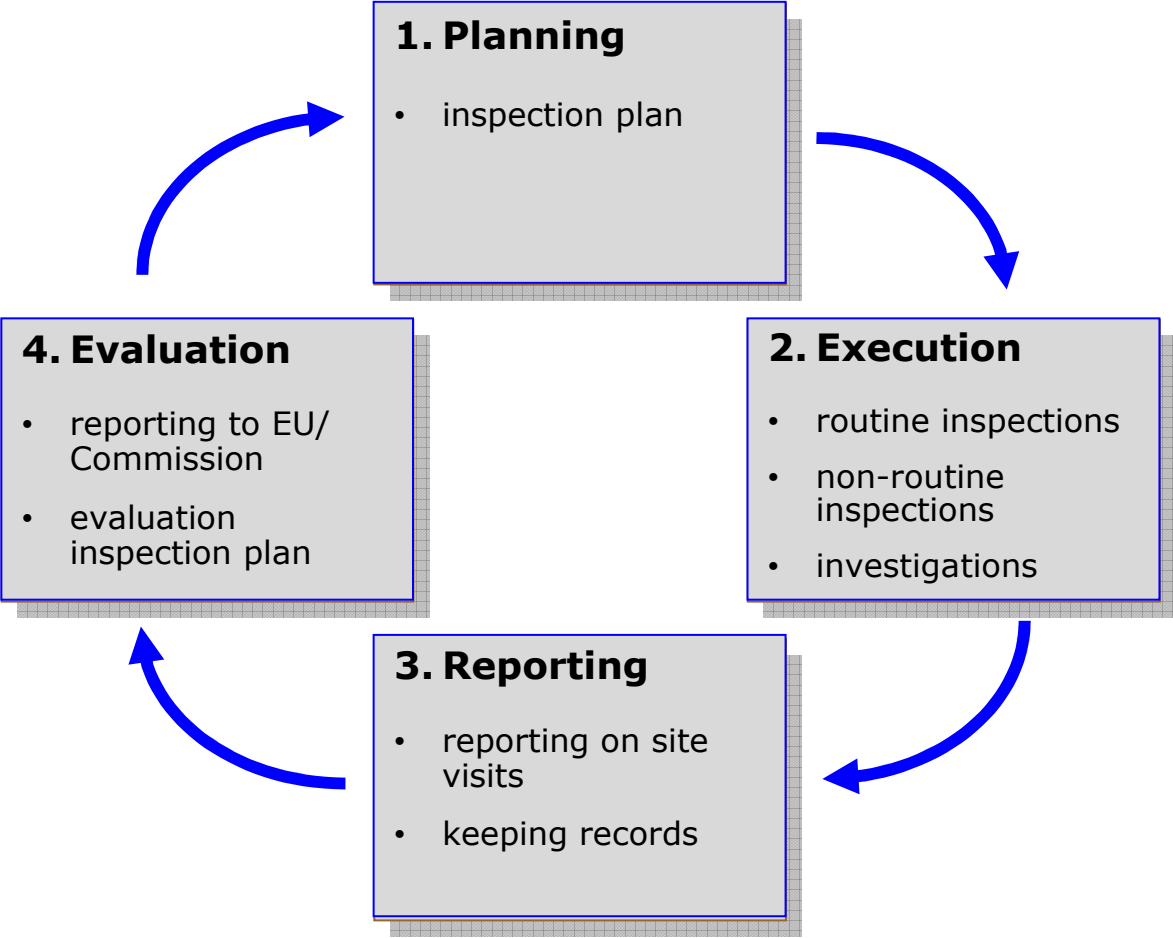 1. Planning
• inspection plan
2. Execution
• routine inspections
• non-routine
inspections
• investigations
3. Reporting
• reporting on site
visits
• keeping records
4. Evaluation
• reporting to EU/
Commission
• evaluation
inspection plan